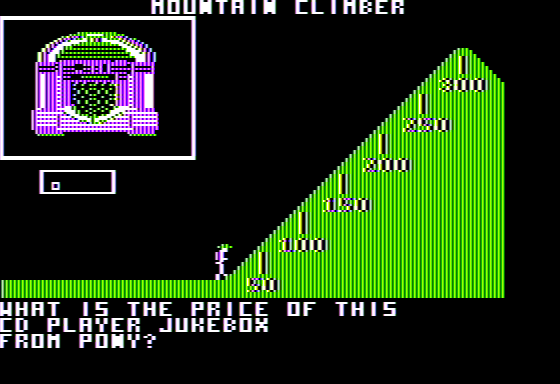 MOUNTAIN CLIMBER
300
250
200
150
100
50
WHAT IS THE PRICE OF THIS
CD PLAYER JUKEBOX
FROM PONY?